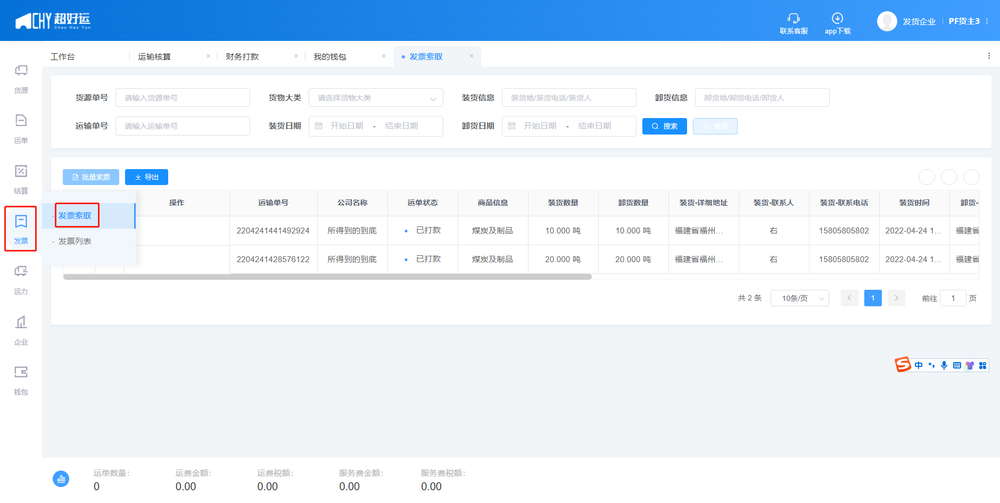 CHY 超好运
Chao Hao Yun
联系客服
app下载
发货企业
PF货主3
工作台
运输核算
财务打款
我的钱包
发票索取
货源
运单
结算
发票
运力
企业
钱包
货源单号 请输入货源单号
货物大类 请选择货物大类
装货信息 装货地/装货电话/装货人
卸货信息 卸货地/卸货电话/卸货人
运输单号 请输入运输单号
装货日期 开始日期 - 结束日期
卸货日期 开始日期 - 结束日期
搜索
重置
批量索票
导出
发票索取
发票列表
操作 运输单号 公司名称 运单状态 商品信息 装货数量 卸货数量 装货-详细地址 装货-联系人 装货-联系电话 装货时间 卸货-
2204241441492924 所得到的到底 已打款 煤炭及制品 10.000 吨 10.000 吨 福建省福州... 右 15805805802 2022-04-24 1... 福建省
2204241428576122 所得到的到底 已打款 煤炭及制品 20.000 吨 20.000 吨 福建省福州... 右 15805805802 2022-04-24 1... 福建省
共 2 条 10条/页 1 前往 1 页
中
运单数量: 运费金额: 运费税额: 服务费金额: 服务费税额:
0 0.00 0.00 0.00 0.00